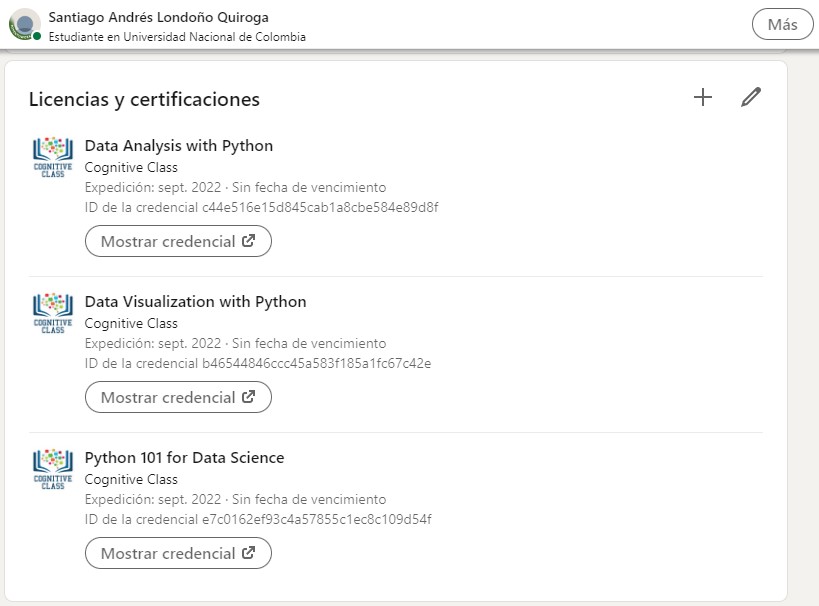 Santiago Andrés Londoño Quiroga
Estudiante en Universidad Nacional de Colombia
Más
Licencias y certificaciones
COGNITIVE
CLASS
Data Analysis with Python
Cognitive Class
Expedición: sept. 2022 · Sin fecha de vencimiento
ID de la credencial c44e516e15d845cab1a8cbe584e89d8f
Mostrar credencial
COGNITIVE
CLASS
Data Visualization with Python
Cognitive Class
Expedición: sept. 2022 · Sin fecha de vencimiento
ID de la credencial b46544846ccc45a583f185a1fc67c42e
Mostrar credencial
COGNITIVE
CLASS
Python 101 for Data Science
Cognitive Class
Expedición: sept. 2022 · Sin fecha de vencimiento
ID de la credencial e7c0162ef93c4a57855c1ec8c109d54f
Mostrar credencial